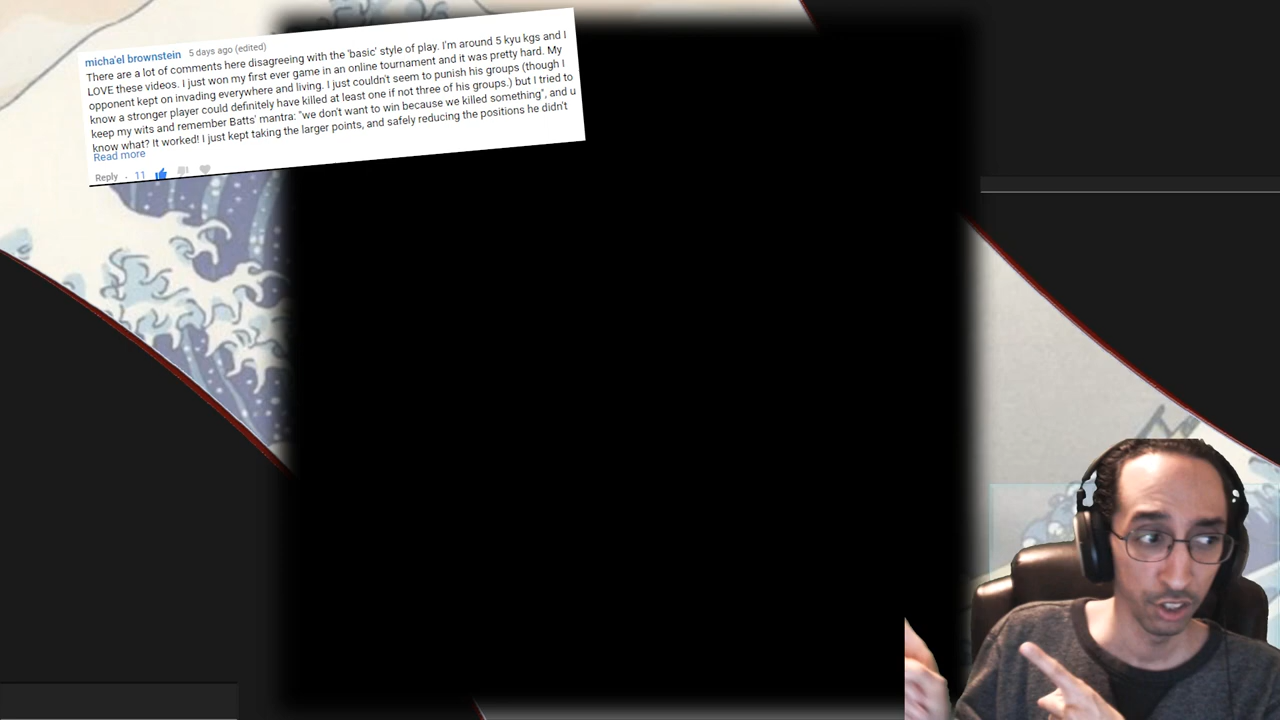 micha'el brownstein 5 days ago (edited)
There are a lot of comments here disagreeing with the 'basic' style of play. I'm around 5 kyu kgs and I
LOVE these videos. I just won my first ever game in an online tournament and it was pretty hard. My
opponent kept on invading everywhere and living. I just couldn't seem to punish his groups (though I
know a stronger player could definitely have killed at least one if not three of his groups.) but I tried to
keep my wits and remember Batts' mantra: "we don't want to win because we killed something", and u
know what? It worked! I just kept taking the larger points, and safely reducing the positions he didn't
Read more
Reply · 11